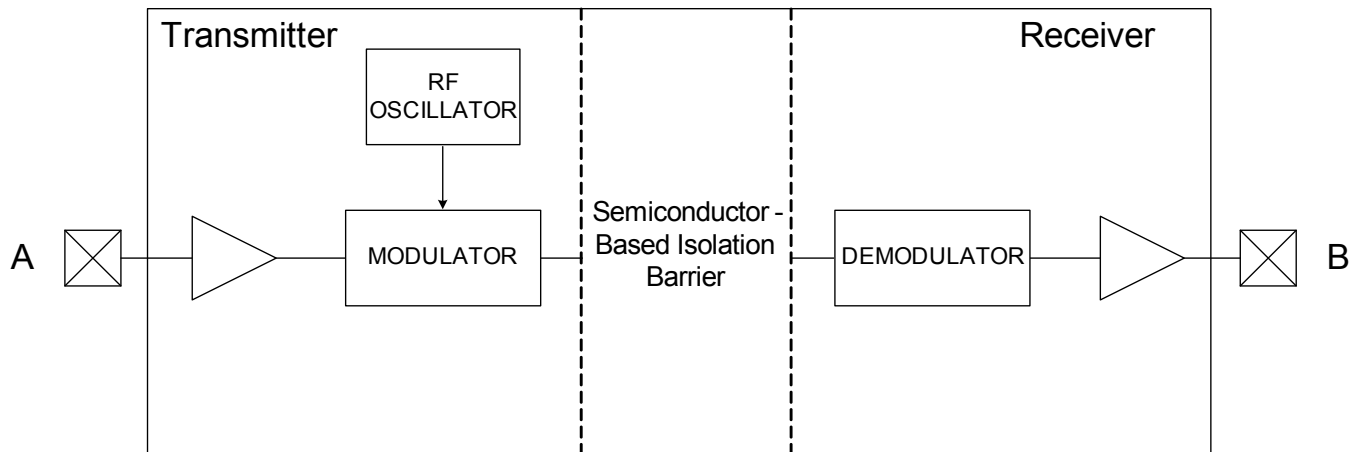 Transmitter
Receiver
RF
OSCILLATOR
A
MODULATOR
Semiconductor -
Based Isolation
Barrier
DEMODULATOR
B